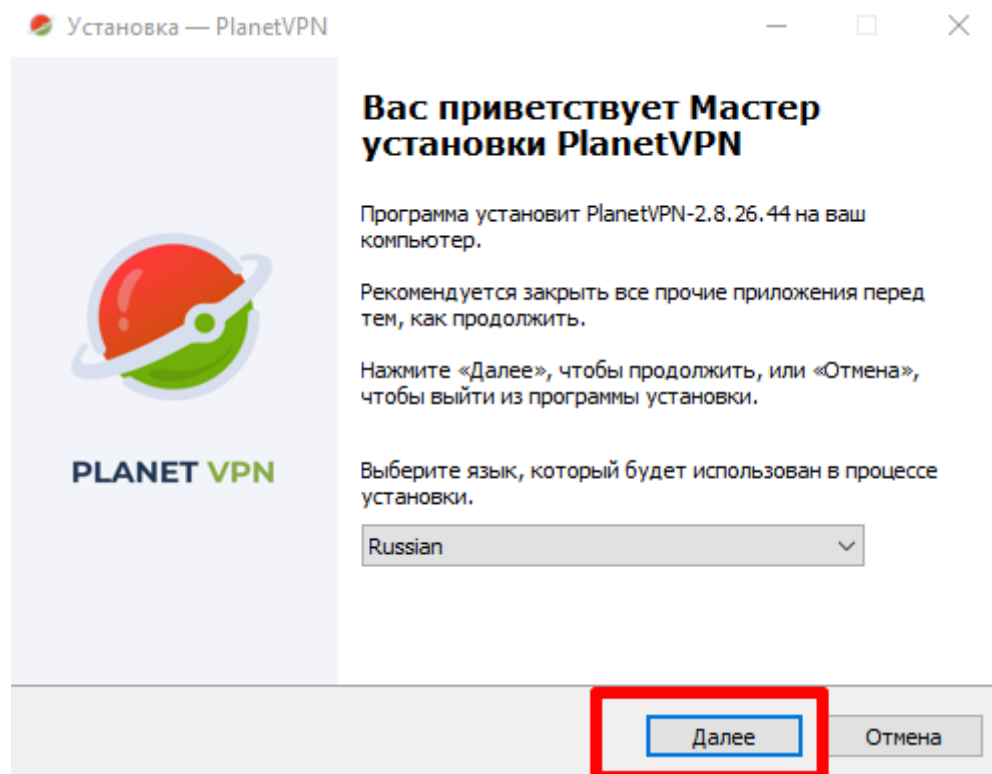 Установка — PlanetVPN
Вас приветствует Мастер
установки PlanetVPN
Программа установит PlanetVPN-2.8.26.44 на ваш
компьютер.
Рекомендуется закрыть все прочие приложения перед
тем, как продолжить.
Нажмите «Далее», чтобы продолжить, или «Отмена»,
чтобы выйти из программы установки.
PLANET VPN
Выберите язык, который будет использован в процессе
установки.
Russian
Далее
Отмена